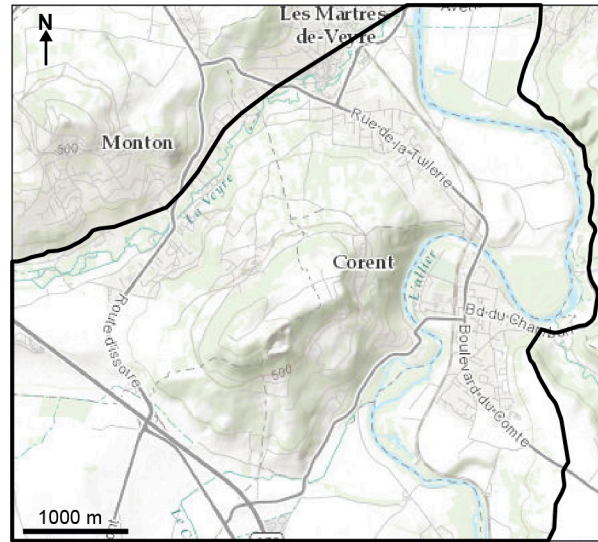 N
Les Martres
de-Veyre
Monton
500
Rue-de-la-Tuilerie
La Veyre
Corent
L'allier
Bd-du-Chambon
Route d'issoire
Boulevard-du-Comte
500
1000 m